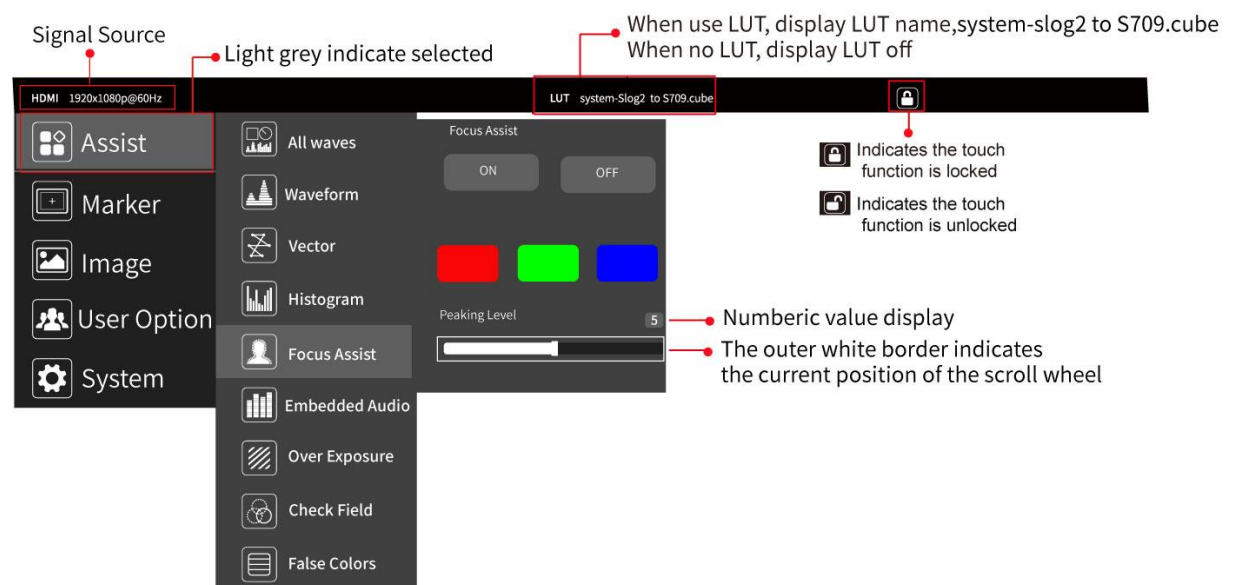 Signal Source
Light grey indicate selected
When use LUT, display LUT name,system-slog2 to S709.cube
When no LUT, display LUT off
HDMI 1920x1080p@60Hz
LUT system-Slog2 to S709.cube
Assist
Marker
Image
User Option
System
All waves
Waveform
Vector
Histogram
Focus Assist
Embedded Audio
Over Exposure
Check Field
False Colors
Focus Assist
ON
OFF
Peaking Level
5
Indicates the touch
function is locked
Indicates the touch
function is unlocked
Numberic value display
The outer white border indicates
the current position of the scroll wheel